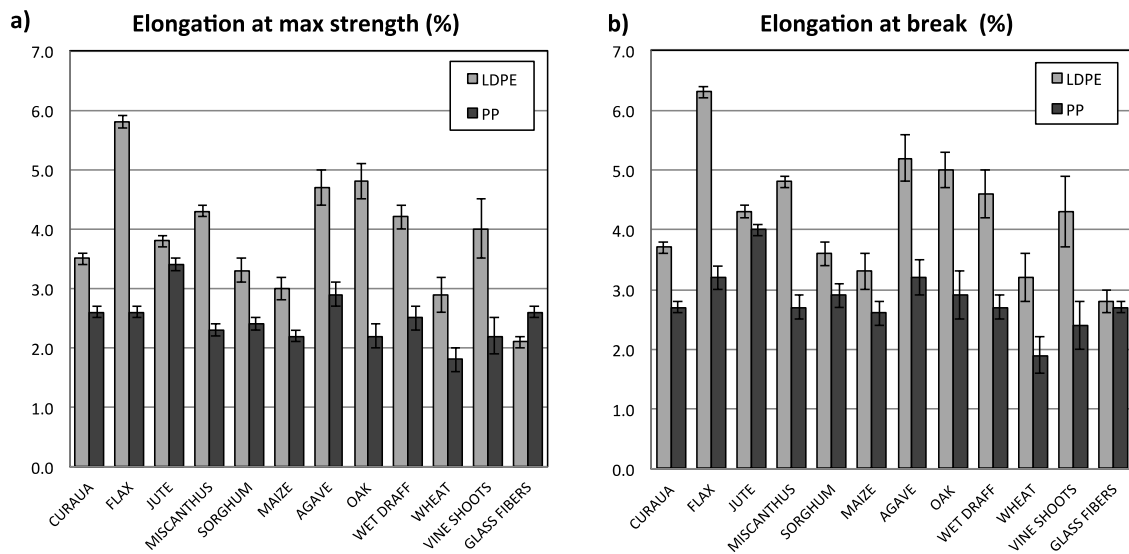 a) Elongation at max strength (%)
7.0
6.0
5.0
4.0
3.0
2.0
1.0
0.0
LDPE
PP
CURAUA
FLAX
JUTE
MISCANTHUS
SORGHUM
MAIZE
AGAVE
OAK
WET DRAFF
WHEAT
VINE SHOOTS
GLASS FIBERS
b) Elongation at break (%)
7.0
6.0
5.0
4.0
3.0
2.0
1.0
0.0
LDPE
PP
CURAUA
FLAX
JUTE
MISCANTHUS
SORGHUM
MAIZE
AGAVE
OAK
WET DRAFF
WHEAT
VINE SHOOTS
GLASS FIBERS